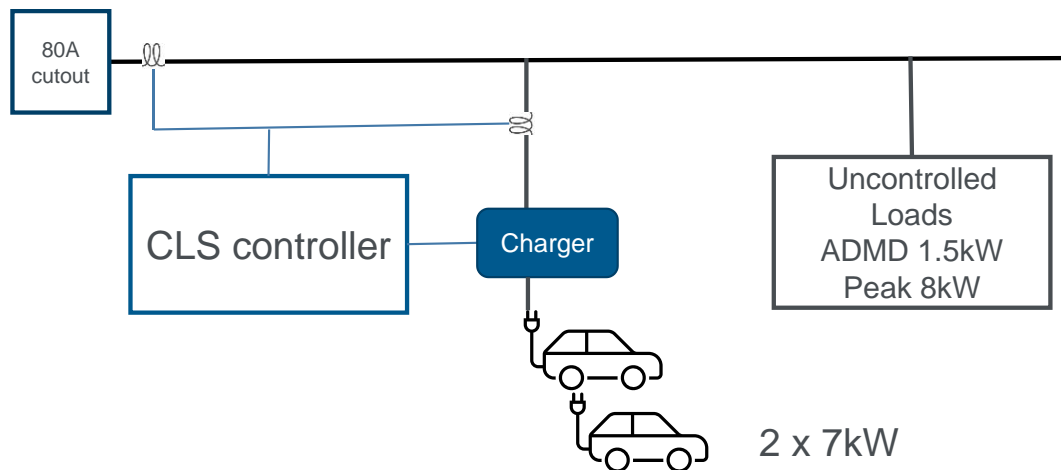 80A
cutout
CLS controller
Charger
Uncontrolled
Loads
ADMD 1.5kW
Peak 8kW
2 x 7kW